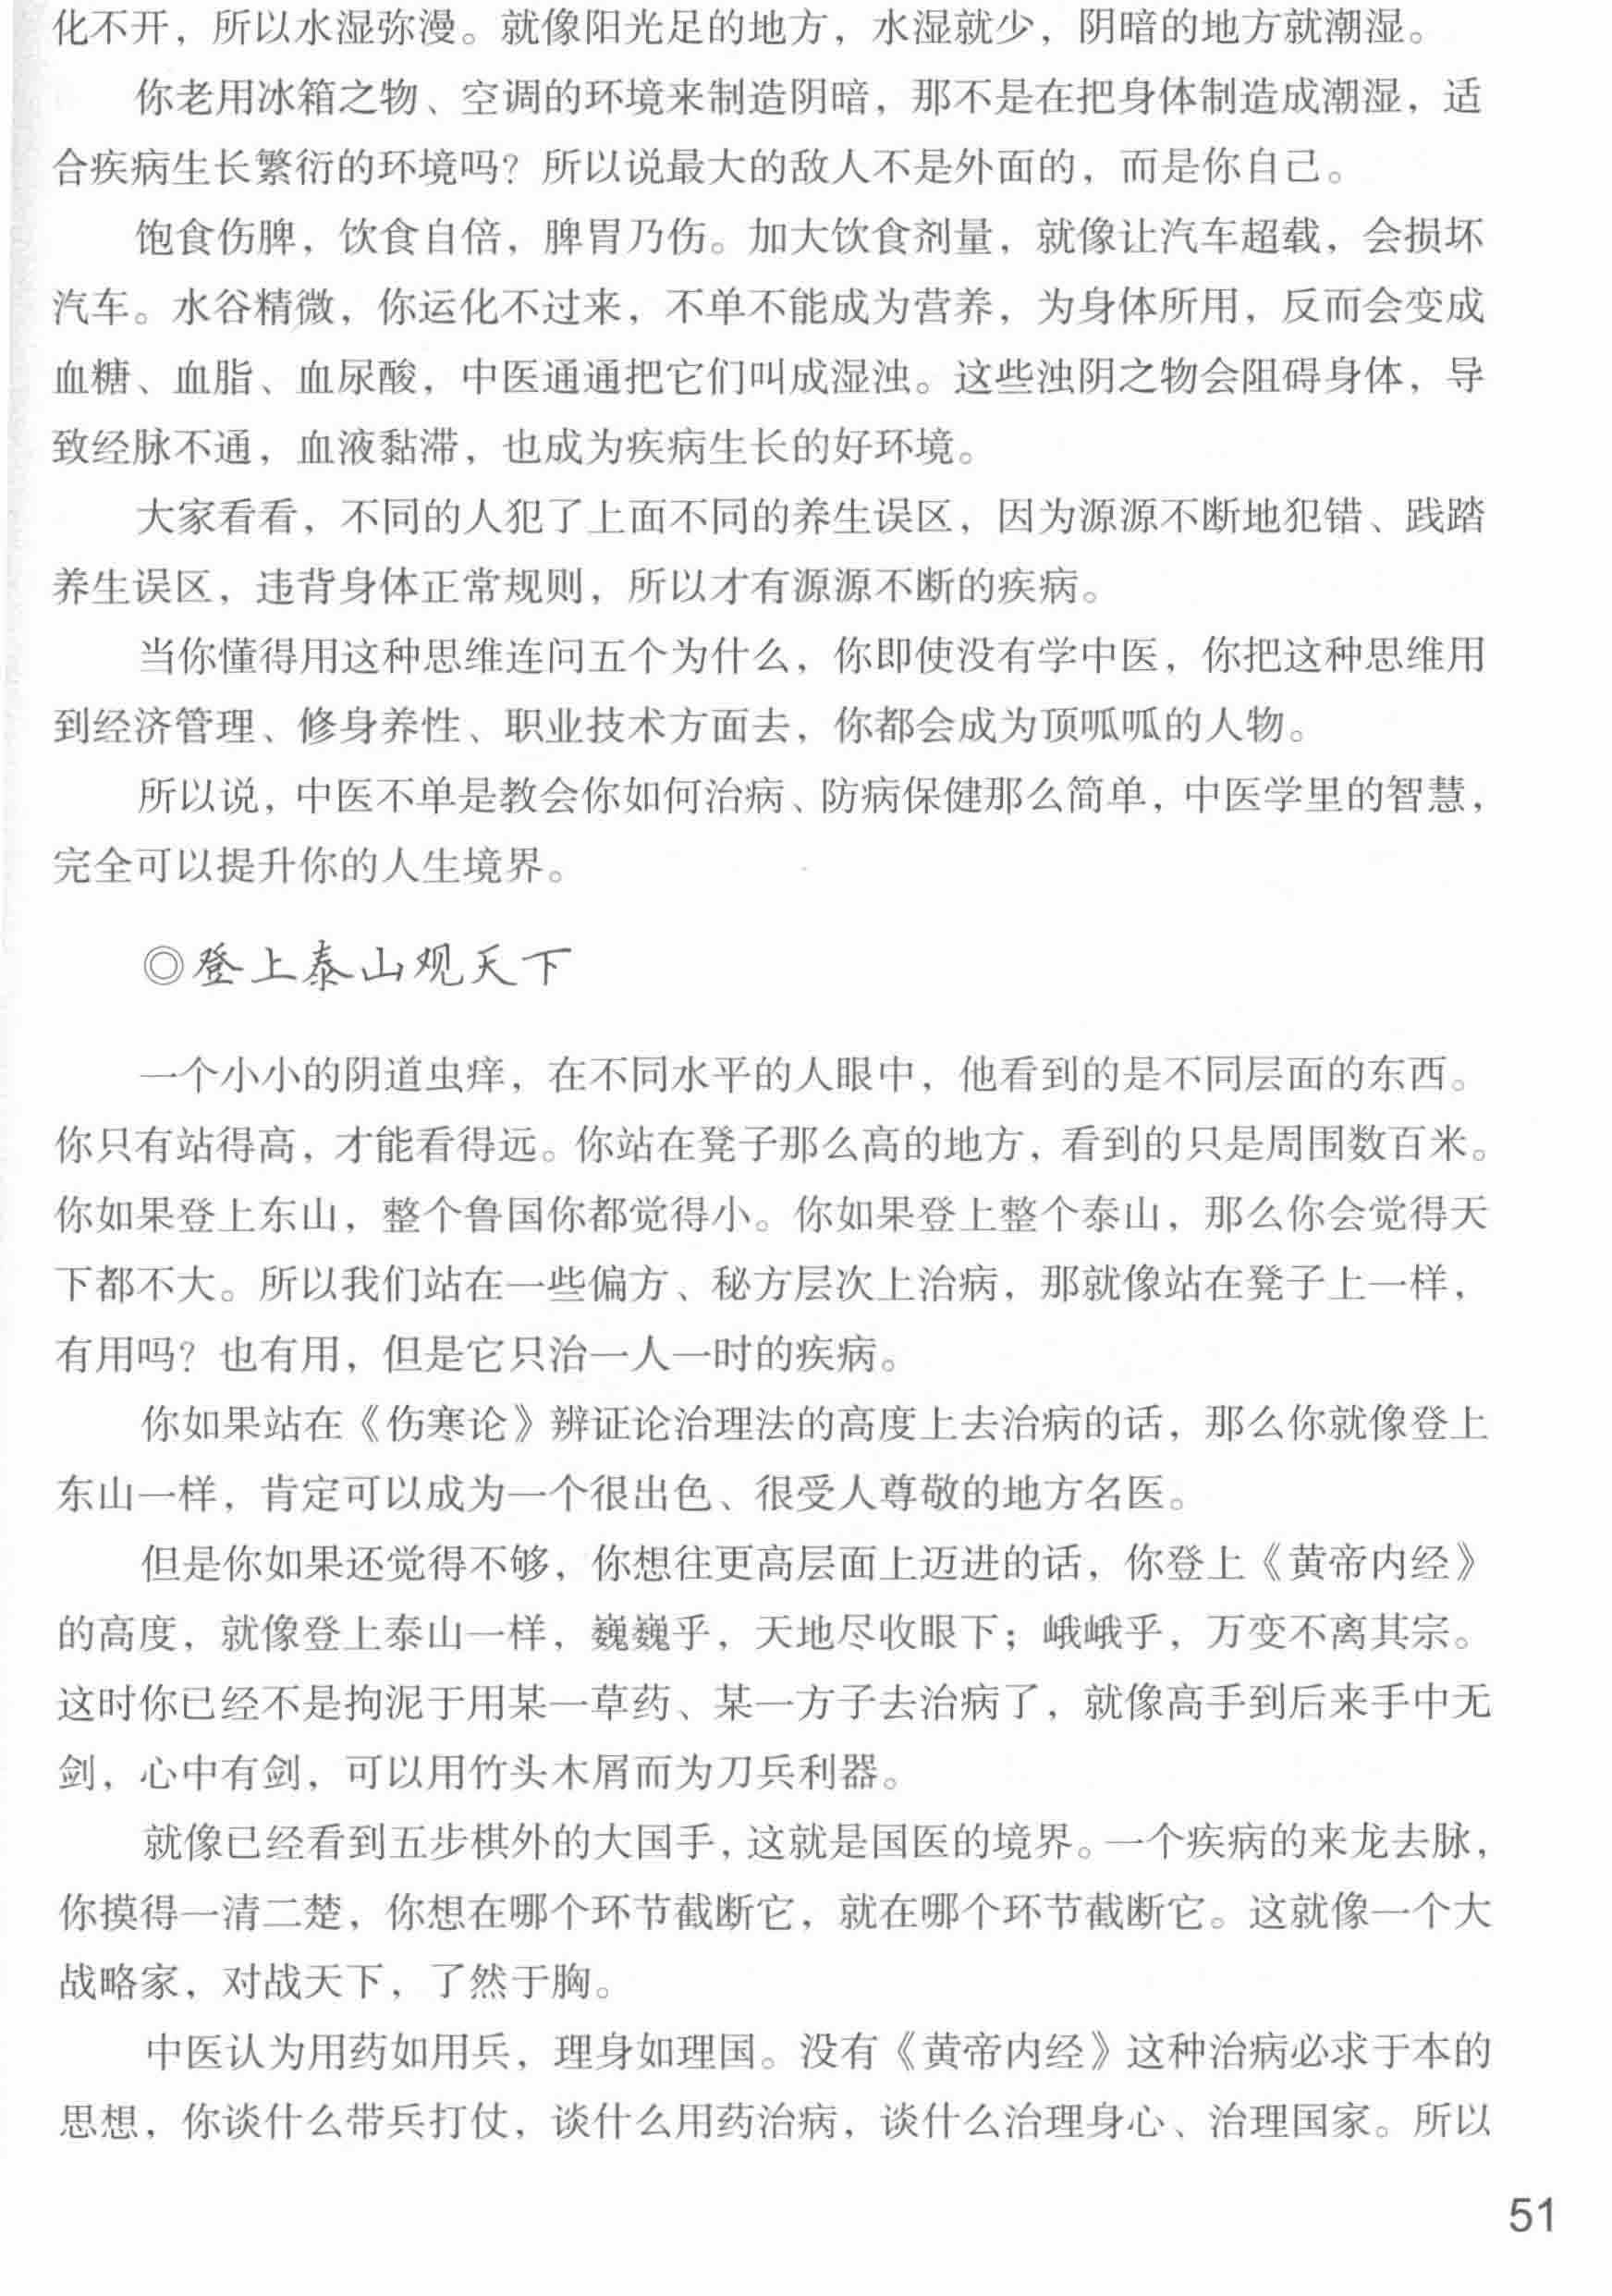 化不开，所以水湿弥漫。就像阳光足的地方，水湿就少，阴暗的地方就潮湿。
你老用冰箱之物、空调的环境来制造阴暗，那不是在把身体制造成潮湿，适
合疾病生长繁衍的环境吗？所以说最大的敌人不是外面的，而是你自己。
饱食伤脾，饮食自倍，脾胃乃伤。加大饮食剂量，就像让汽车超载，会损坏
汽车。水谷精微，你运化不过来，不单不能成为营养，为身体所用，反而会变成
血糖、血脂、血尿酸，中医通通把它们叫成湿浊。这些浊阴之物会阻碍身体，导
致经脉不通，血液黏滞，也成为疾病生长的好环境。
大家看看，不同的人犯了上面不同的养生误区，因为源源不断地犯错、践踏
养生误区，违背身体正常规则，所以才有源源不断的疾病。
当你懂得用这种思维连问五个为什么，你即使没有学中医，你把这种思维用
到经济管理、修身养性、职业技术方面去，你都会成为顶呱呱的人物。
所以说，中医不单是教会你如何治病、防病保健那么简单，中医学里的智慧，
完全可以提升你的人生境界。
◎登上泰山观天下
一个小小的阴道虫痒，在不同水平的人眼中，他看到的是不同层面的东西。
你只有站得高，才能看得远。你站在凳子那么高的地方，看到的只是周围数百米。
你如果登上东山，整个鲁国你都觉得小。你如果登上整个泰山，那么你会觉得天
下都不大。所以我们站在一些偏方、秘方层次上治病，那就像站在凳子上一样，
有用吗？也有用，但是它只治一人一时的疾病。
你如果站在《伤寒论》辨证论治理法的高度上去治病的话，那么你就像登上
东山一样，肯定可以成为一个很出色、很受人尊敬的地方名医。
但是你如果还觉得不够，你想往更高层面上迈进的话，你登上《黄帝内经》
的高度，就像登上泰山一样，巍巍乎，天地尽收眼下；峨峨乎，万变不离其宗。
这时你已经不是拘泥于用某一草药、某一方子去治病了，就像高手到后来手中无
剑，心中有剑，可以用竹头木屑而为刀兵利器。
就像已经看到五步棋外的大国手，这就是国医的境界。一个疾病的来龙去脉，
你摸得一清二楚，你想在哪个环节截断它，就在哪个环节截断它。这就像一个大
战略家，对战天下，了然于胸。
中医认为用药如用兵，理身如理国。没有《黄帝内经》这种治病必求于本的
思想，你谈什么带兵打仗，谈什么用药治病，谈什么治理身心、治理国家。所以
51